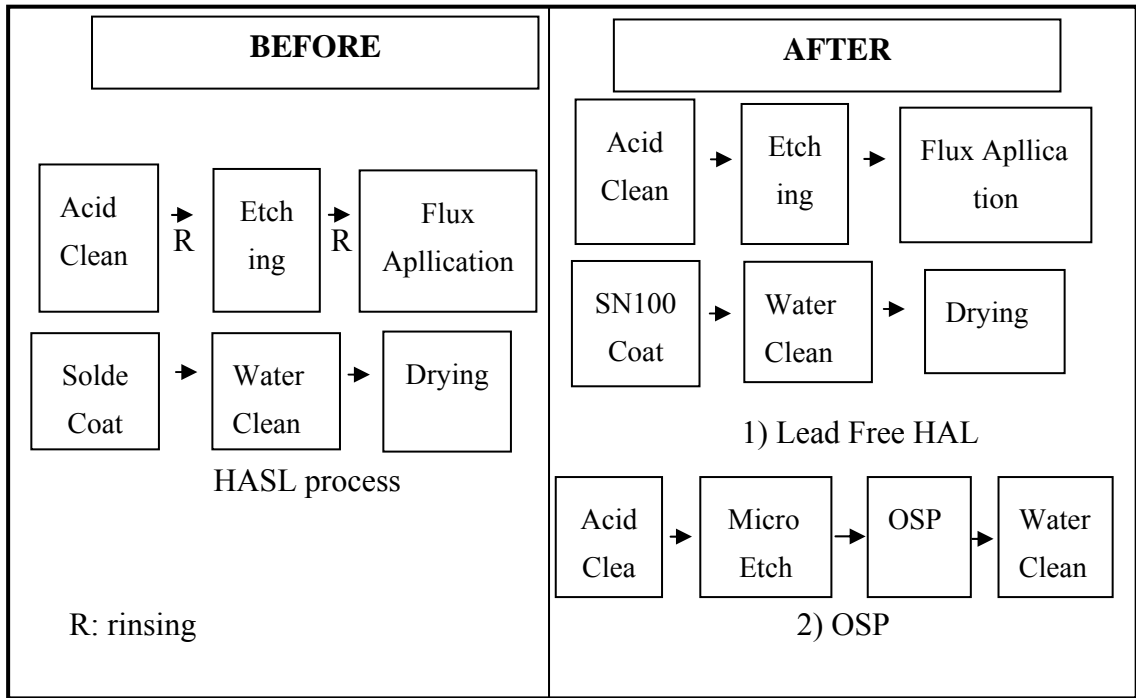 BEFORE
Acid
Clean
R
Etch
ing
R
Flux
Apllication
Solde
Coat
Water
Clean
Drying
HASL process
R: rinsing
AFTER
Acid
Clean
Etch
ing
Flux Apllica
tion
SN100
Coat
Water
Clean
Drying
1) Lead Free HAL
Acid
Clea
Micro
Etch
OSP
Water
Clean
2) OSP